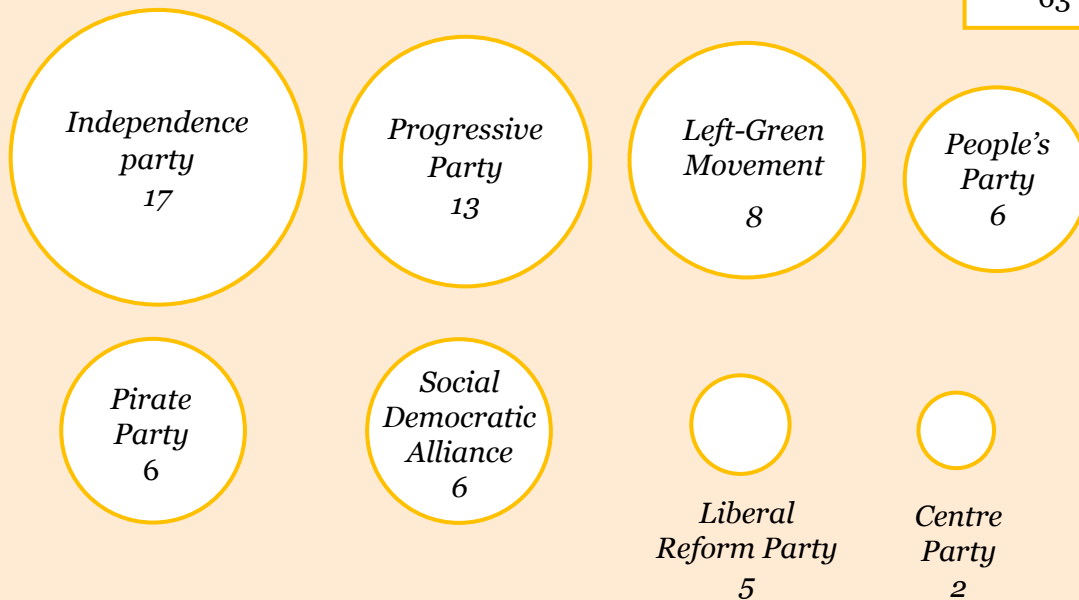 63
Independence
party
17
Progressive
Party
13
Left-Green
Movement
8
People’s
Party
6
Pirate
Party
6
Social
Democratic
Alliance
6
Liberal
Reform Party
5
Centre
Party
2